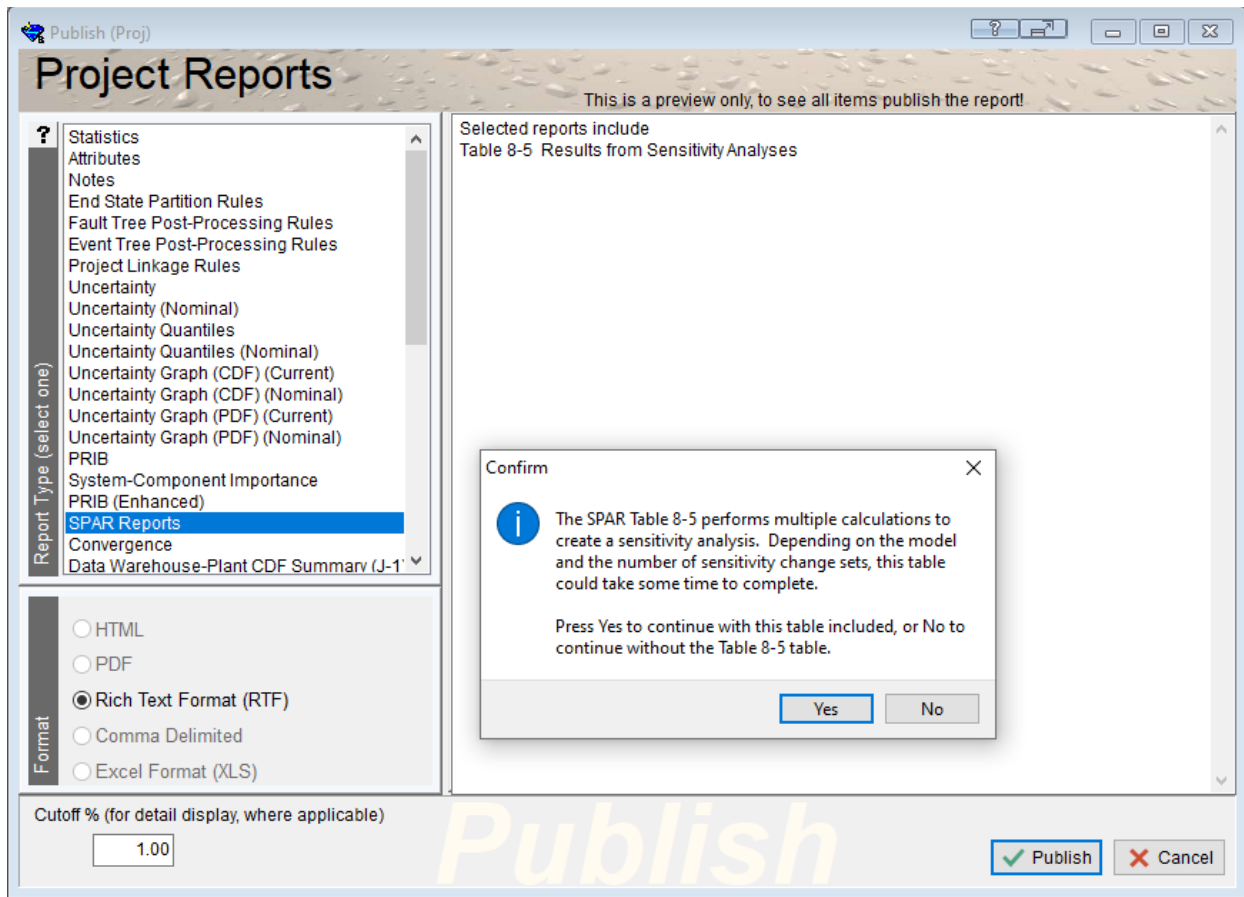 Publish (Proj)
Project Reports
This is a preview only, to see all items publish the report!
?
Report Type (select one)
Statistics
Attributes
Notes
End State Partition Rules
Fault Tree Post-Processing Rules
Event Tree Post-Processing Rules
Project Linkage Rules
Uncertainty
Uncertainty (Nominal)
Uncertainty Quantiles
Uncertainty Quantiles (Nominal)
Uncertainty Graph (CDF) (Current)
Uncertainty Graph (CDF) (Nominal)
Uncertainty Graph (PDF) (Current)
Uncertainty Graph (PDF) (Nominal)
PRIB
System-Component Importance
PRIB (Enhanced)
SPAR Reports
Convergence
Data Warehouse-Plant CDF Summary (J-1
Selected reports include
Table 8-5 Results from Sensitivity Analyses
Confirm
The SPAR Table 8-5 performs multiple calculations to
create a sensitivity analysis. Depending on the model
and the number of sensitivity change sets, this table
could take some time to complete.
Press Yes to continue with this table included, or No to
continue without the Table 8-5 table.
Yes
No
Format
HTML
PDF
Rich Text Format (RTF)
Comma Delimited
Excel Format (XLS)
Cutoff % (for detail display, where applicable)
1.00
Publish
Publish
Cancel